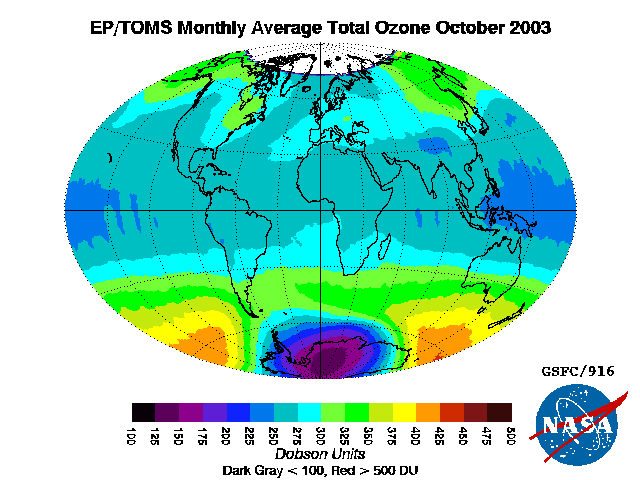 EP/TOMS Monthly Average Total Ozone October 2003
GSFC/916
NASA
100 125 150 175 200 225 250 275 300 325 350 375 400 425 450 475 500
Dobson Units
Dark Gray < 100, Red > 500 DU